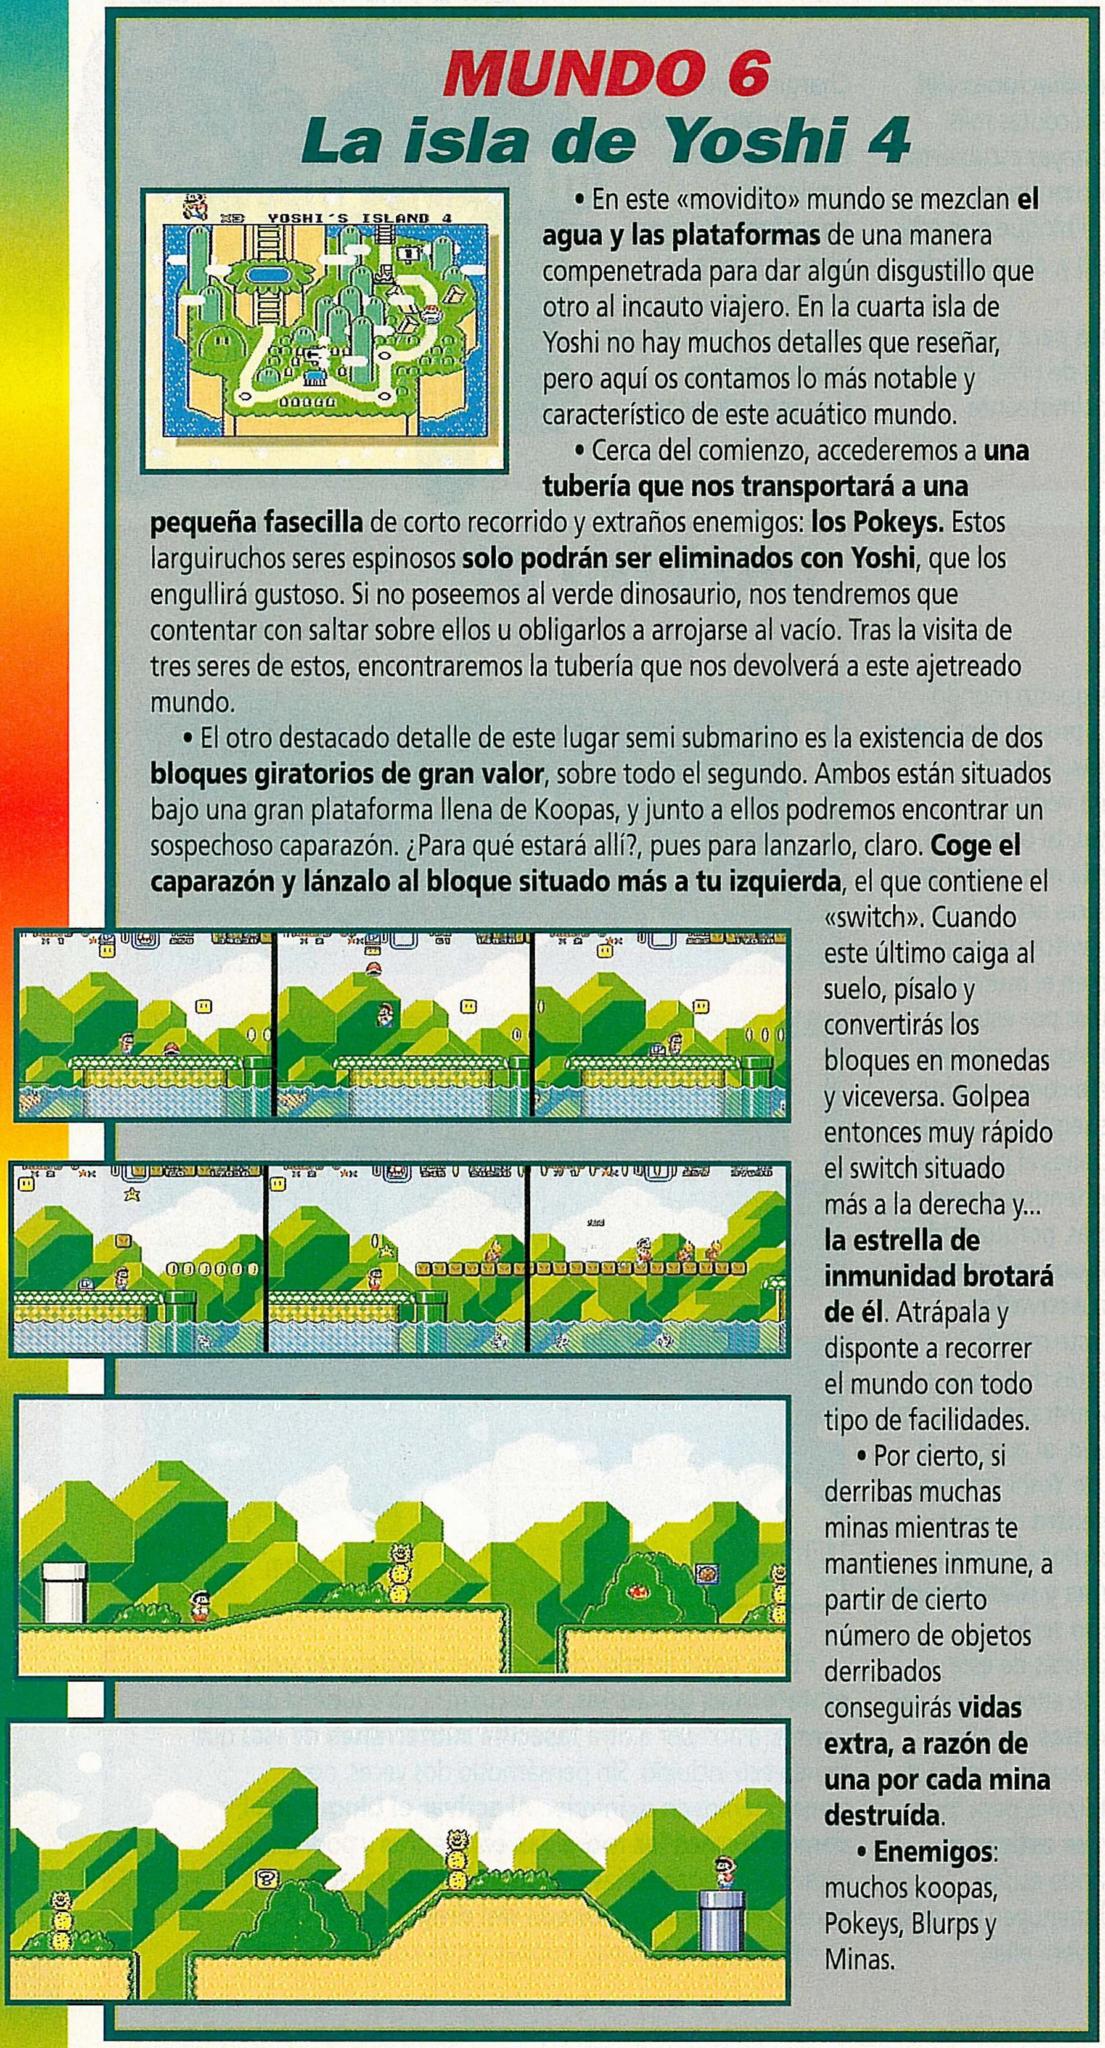 MUNDO 6
La isla de Yoshi 4
YOSHI'S ISLAND 4
• En este «movidito» mundo se mezclan el
agua y las plataformas de una manera
compenetrada para dar algún disgustillo que
otro al incauto viajero. En la cuarta isla de
Yoshi no hay muchos detalles que reseñar,
pero aquí os contamos lo más notable y
característico de este acuático mundo.
• Cerca del comienzo, accederemos a una
tubería que nos transportará a una
pequeña fasecilla de corto recorrido y extraños enemigos: los Pokeys. Estos
larguiruchos seres espinosos solo podrán ser eliminados con Yoshi, que los
engullirá gustoso. Si no poseemos al verde dinosaurio, nos tendremos que
contentar con saltar sobre ellos u obligarlos a arrojarse al vacío. Tras la visita de
tres seres de estos, encontraremos la tubería que nos devolverá a este ajetreado
mundo.
• El otro destacado detalle de este lugar semi submarino es la existencia de dos
bloques giratorios de gran valor, sobre todo el segundo. Ambos están situados
bajo una gran plataforma llena de Koopas, y junto a ellos podremos encontrar un
sospechoso caparazón. ¿Para qué estará allí?, pues para lanzarlo, claro. Coge el
caparazón y lánzalo al bloque situado más a tu izquierda, el que contiene el
«switch». Cuando
este último caiga al
suelo, písalo y
convertirás los
bloques en monedas
y viceversa. Golpea
entonces muy rápido
el switch situado
más a la derecha y...
la estrella de
inmunidad brotará
de él. Atrápala y
disponte a recorrer
el mundo con todo
tipo de facilidades.
• Por cierto, si
derribas muchas
minas mientras te
mantienes inmune, a
partir de cierto
número de objetos
derribados
conseguirás vidas
extra, a razón de
una por cada mina
destruída.
• Enemigos:
muchos koopas,
Pokeys, Blurps y
Minas.